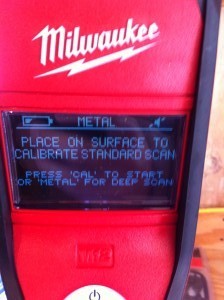 Milwaukee
METAL
PLACE ON SURFACE TO
CALIBRATE STANDARD SCAN
PRESS 'CAL' TO START
OR 'METAL' FOR DEEP SCAN